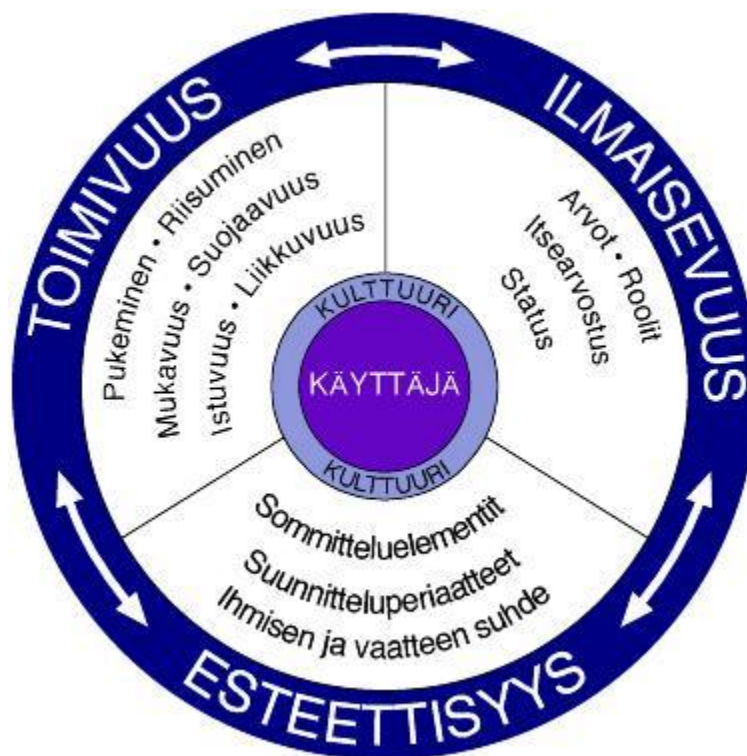 TOIMIVUUS
ILMAISEVUUS
Pukeminen • Riisuminen
Mukavuus • Suojaavuus
Istuvuus • Liikkuvuus
Arvot • Roolit
Itsearvostus
Status
KULTTUURI
KÄYTTÄJÄ
KULTTUURI
Sommitteluelementit
Suunnitteluperiaatteet
Ihmisen ja vaatteen suhde
ESTEETTISYYS